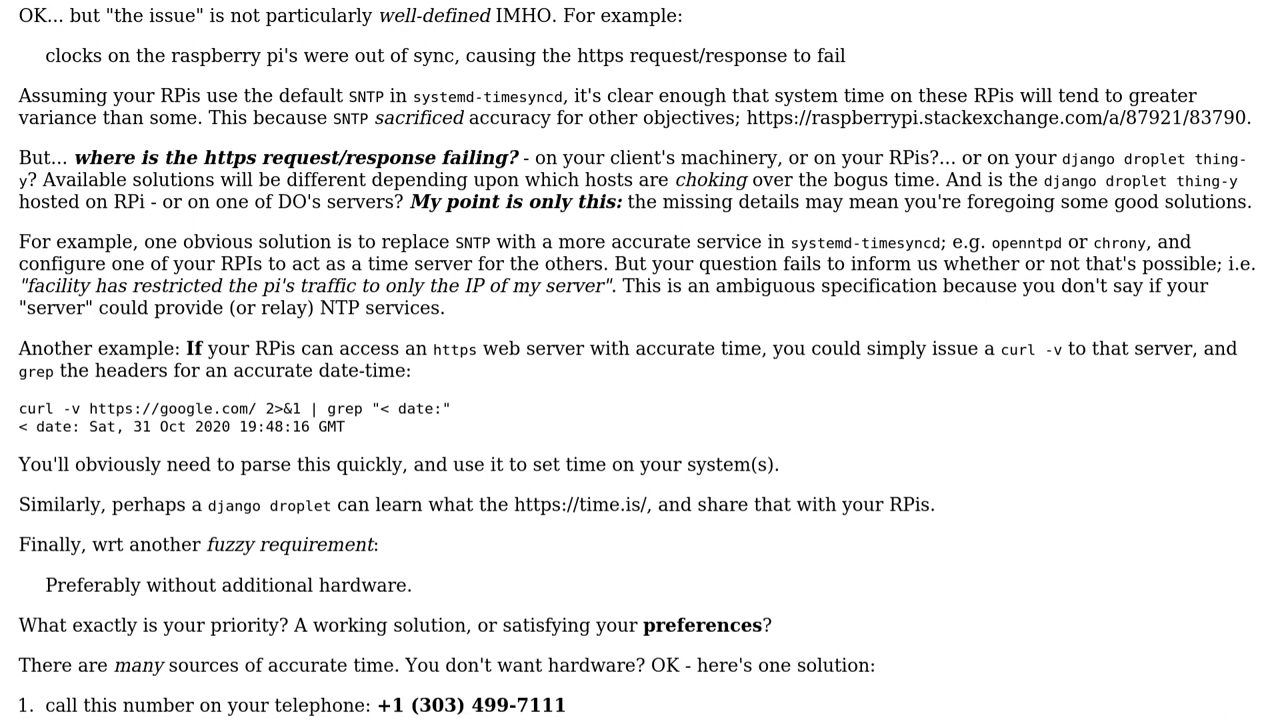 OK... but "the issue" is not particularly well-defined IMHO. For example:
clocks on the raspberry pi's were out of sync, causing the https request/response to fail
Assuming your RPis use the default SNTP in systemd-timesyncd, it's clear enough that system time on these RPis will tend to greater
variance than some. This because SNTP sacrificed accuracy for other objectives; https://raspberrypi.stackexchange.com/a/87921/83790.
But... where is the https request/response failing? - on your client's machinery, or on your RPis?... or on your django droplet thing-
y? Available solutions will be different depending upon which hosts are choking over the bogus time. And is the django droplet thing-y
hosted on RPi - or on one of DO's servers? My point is only this: the missing details may mean you're foregoing some good solutions.
For example, one obvious solution is to replace SNTP with a more accurate service in systemd-timesyncd; e.g. openntpd or chrony, and
configure one of your RPIs to act as a time server for the others. But your question fails to inform us whether or not that's possible; i.e.
"facility has restricted the pi's traffic to only the IP of my server". This is an ambiguous specification because you don't say if your
"server" could provide (or relay) NTP services.
Another example: If your RPis can access an https web server with accurate time, you could simply issue a curl -v to that server, and
grep the headers for an accurate date-time:
curl -v https://google.com/ 2>&1 | grep "< date:"
< date: Sat, 31 Oct 2020 19:48:16 GMT
You'll obviously need to parse this quickly, and use it to set time on your system(s).
Similarly, perhaps a django droplet can learn what the https://time.is/, and share that with your RPis.
Finally, wrt another fuzzy requirement:
Preferably without additional hardware.
What exactly is your priority? A working solution, or satisfying your preferences?
There are many sources of accurate time. You don't want hardware? OK - here's one solution:
1. call this number on your telephone: +1 (303) 499-7111